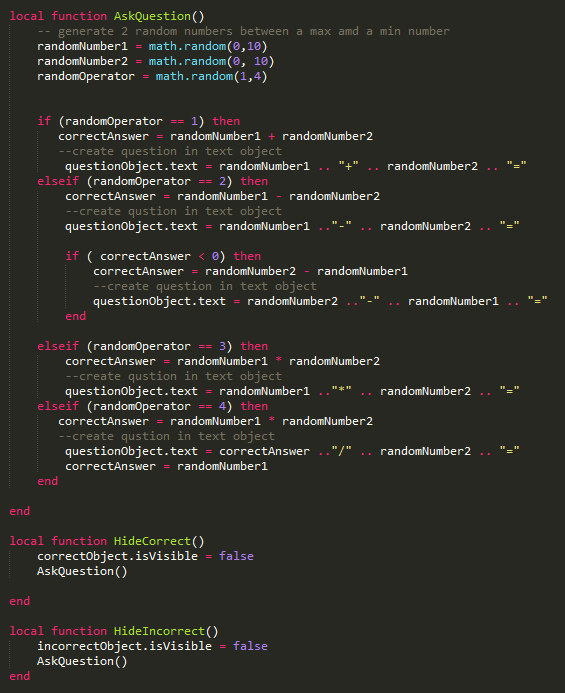 local function AskQuestion()
-- generate 2 random numbers between a max amd a min number
randomNumber1 = math.random(0,10)
randomNumber2 = math.random(0, 10)
randomOperator = math.random(1,4)
if (randomOperator == 1) then
correctAnswer = randomNumber1 + randomNumber2
--create question in text object
questionObject.text = randomNumber1 .. "+" .. randomNumber2 .. "="
elseif (randomOperator == 2) then
correctAnswer = randomNumber1 - randomNumber2
--create qustion in text object
questionObject.text = randomNumber1 .."-" .. randomNumber2 .. "="
if ( correctAnswer < 0) then
correctAnswer = randomNumber2 - randomNumber1
--create question in text object
questionObject.text = randomNumber2 .."-" .. randomNumber1 .. "="
end
elseif (randomOperator == 3) then
correctAnswer = randomNumber1 * randomNumber2
--create qustion in text object
questionObject.text = randomNumber1 .."*" .. randomNumber2 .. "="
elseif (randomOperator == 4) then
correctAnswer = randomNumber1 * randomNumber2
--create qustion in text object
questionObject.text = correctAnswer .."/" .. randomNumber2 .. "="
correctAnswer = randomNumber1
end
end
local function HideCorrect()
correctObject.isVisible = false
AskQuestion()
end
local function HideIncorrect()
incorrectObject.isVisible = false
AskQuestion()
end